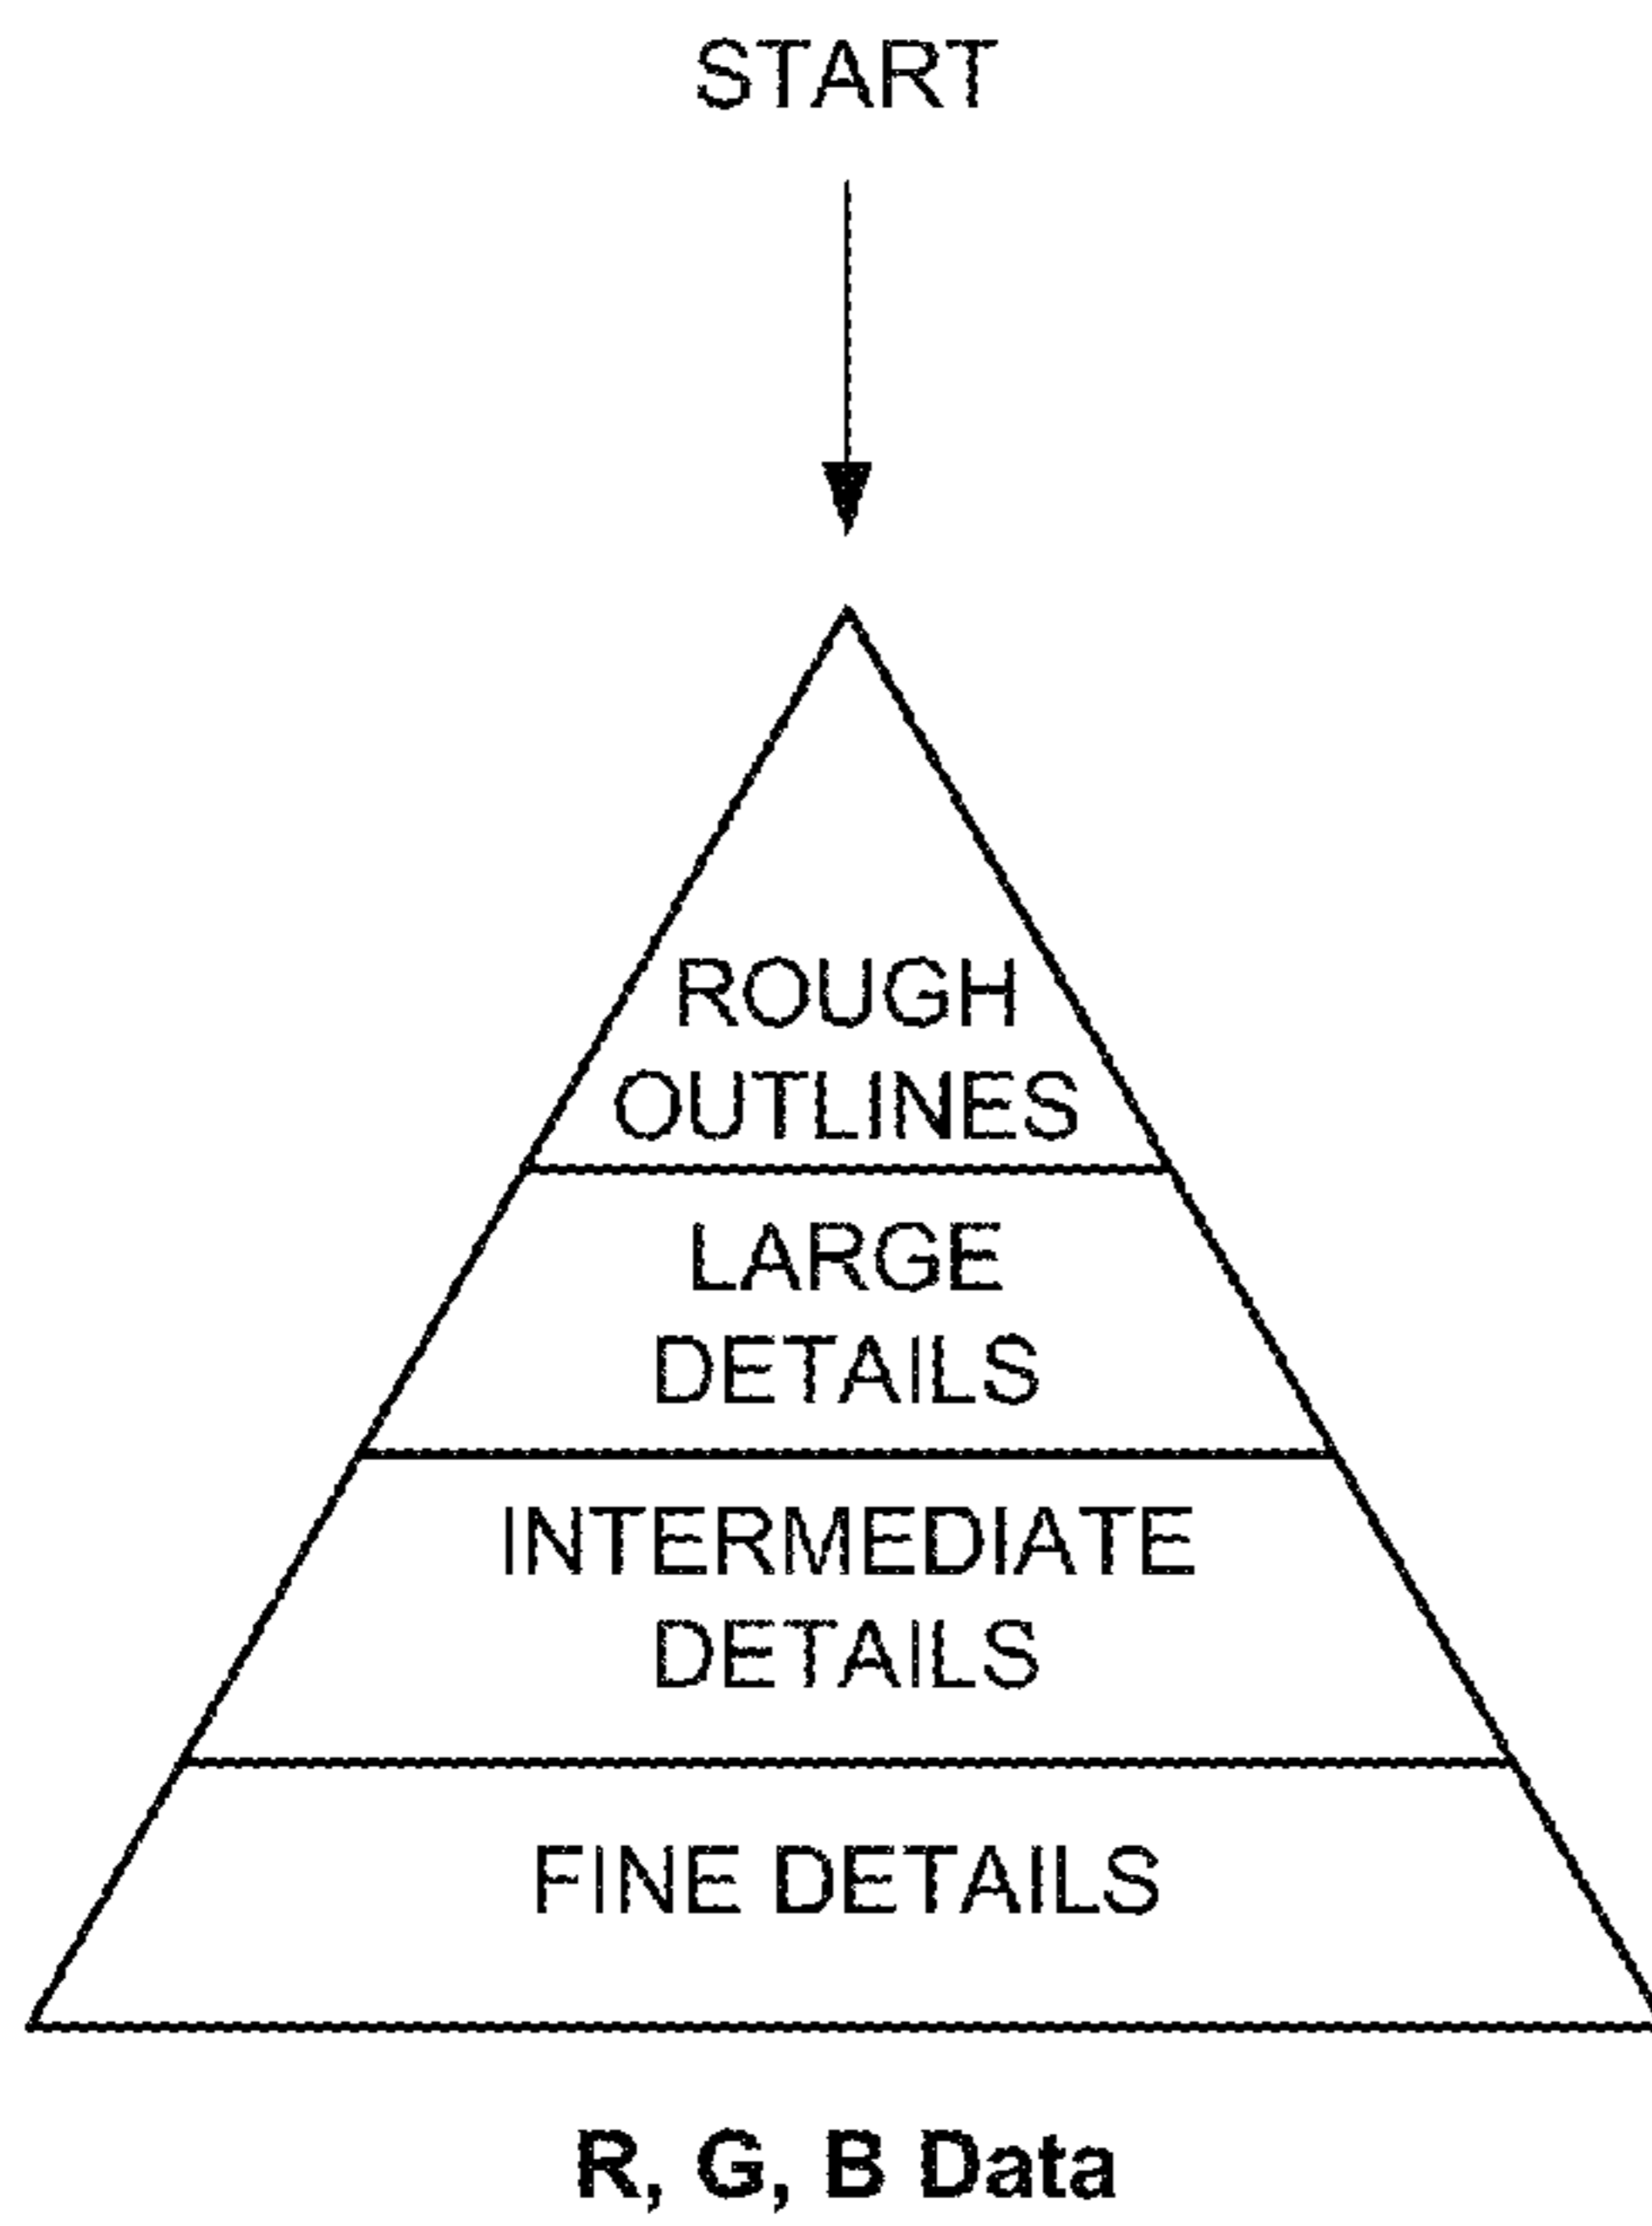 START
ROUGH
OUTLINES
LARGE
DETAILS
INTERMEDIATE
DETAILS
FINE DETAILS
R, G, B Data